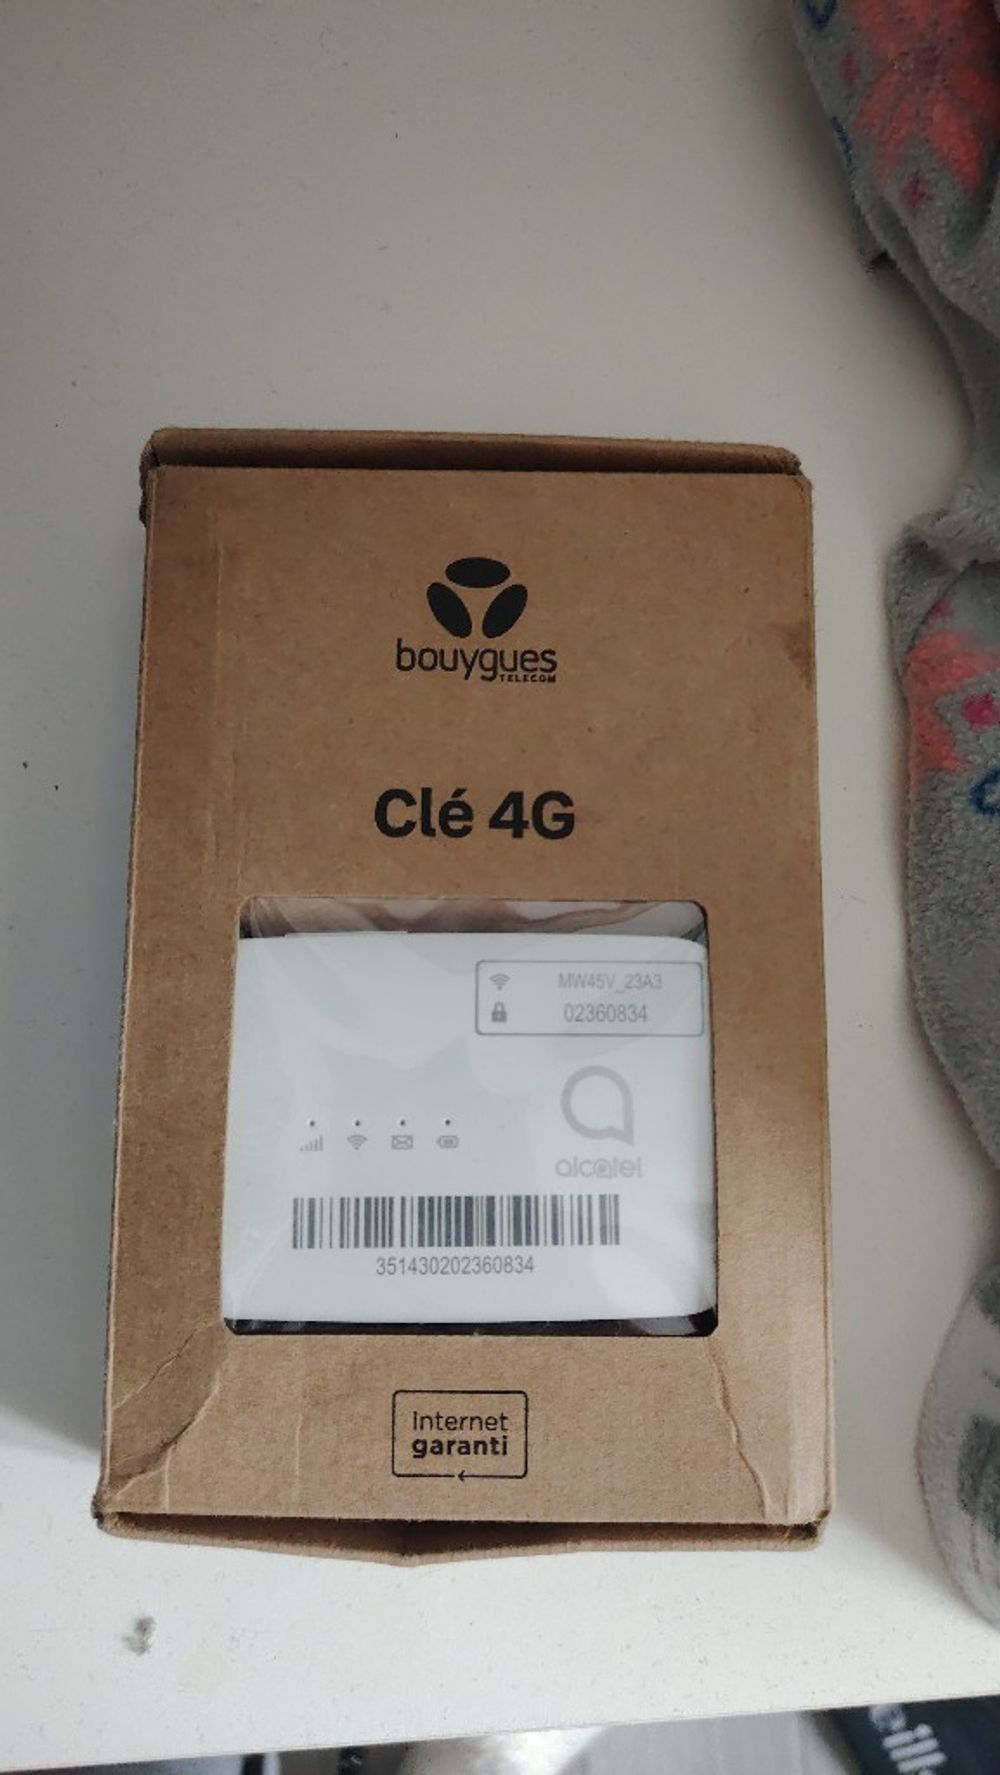 bouygues
TELECOM
Clé 4G
MW45V_23A3
02360834
alcatel
351430202360834
internet
garanti